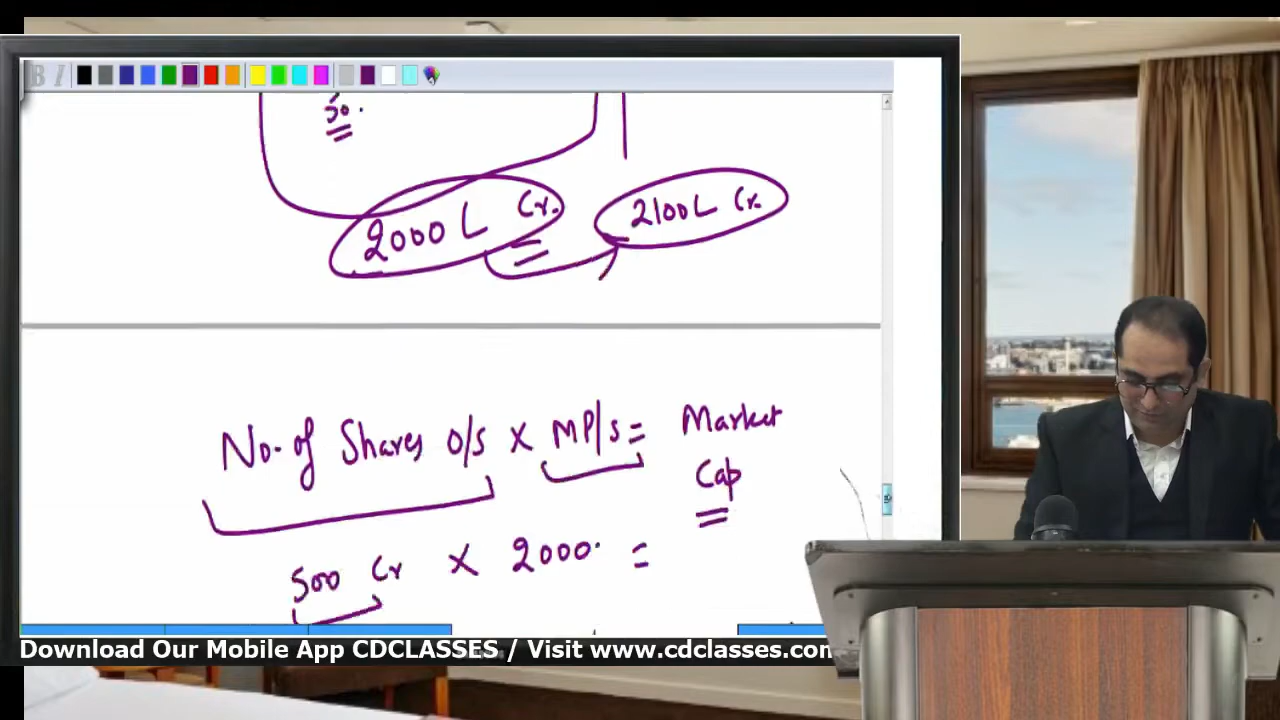 B I
50.
2000 L Cr.
2100 L Cr.
No. of Shares o/s X MP/s = Market Cap
500 Cr X 2000 =
Download Our Mobile App CDCLASSES / Visit www.cdclasses.com